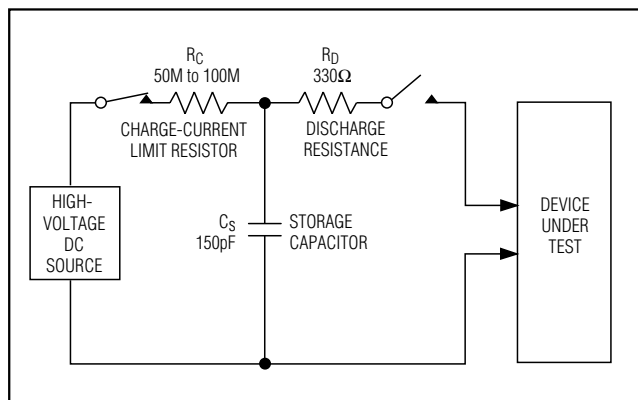 R_C
50M to 100M
R_D
330Ω
CHARGE-CURRENT
LIMIT RESISTOR
DISCHARGE
RESISTANCE
HIGH-
VOLTAGE
DC
SOURCE
C_S
150pF
STORAGE
CAPACITOR
DEVICE
UNDER
TEST